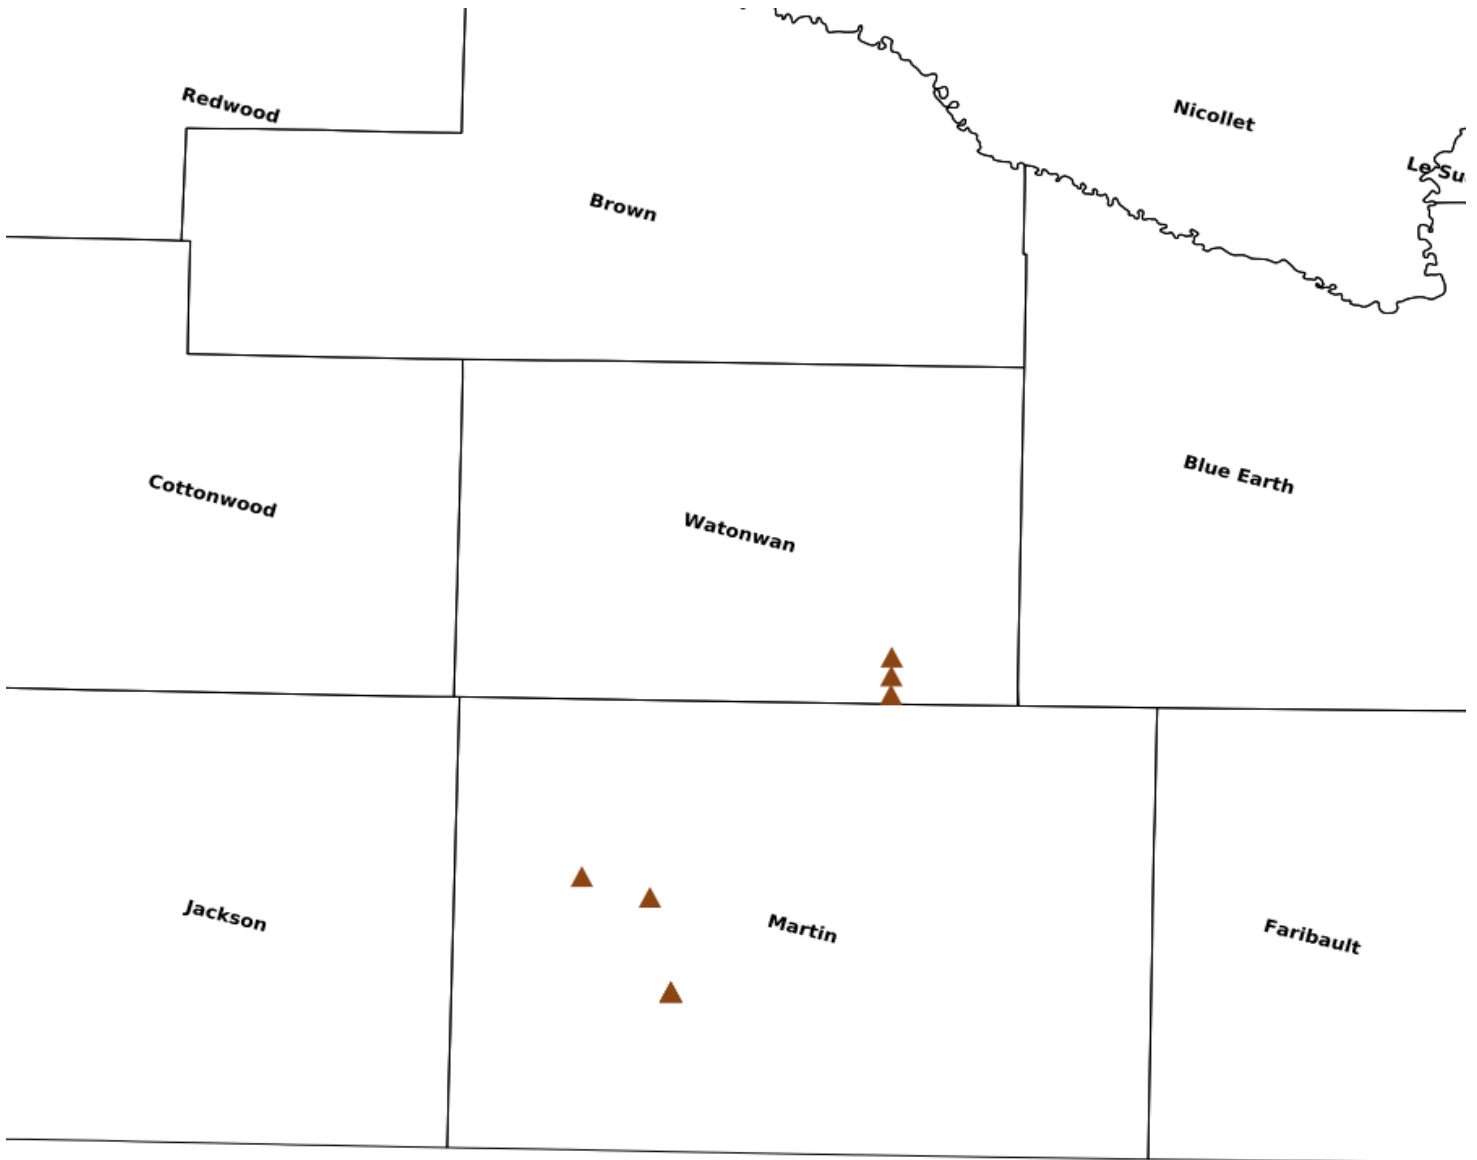 Redwood
Nicollet
Le Su
Brown
Blue Earth
Cottonwood
Watonwan
Jackson
Martin
Faribault